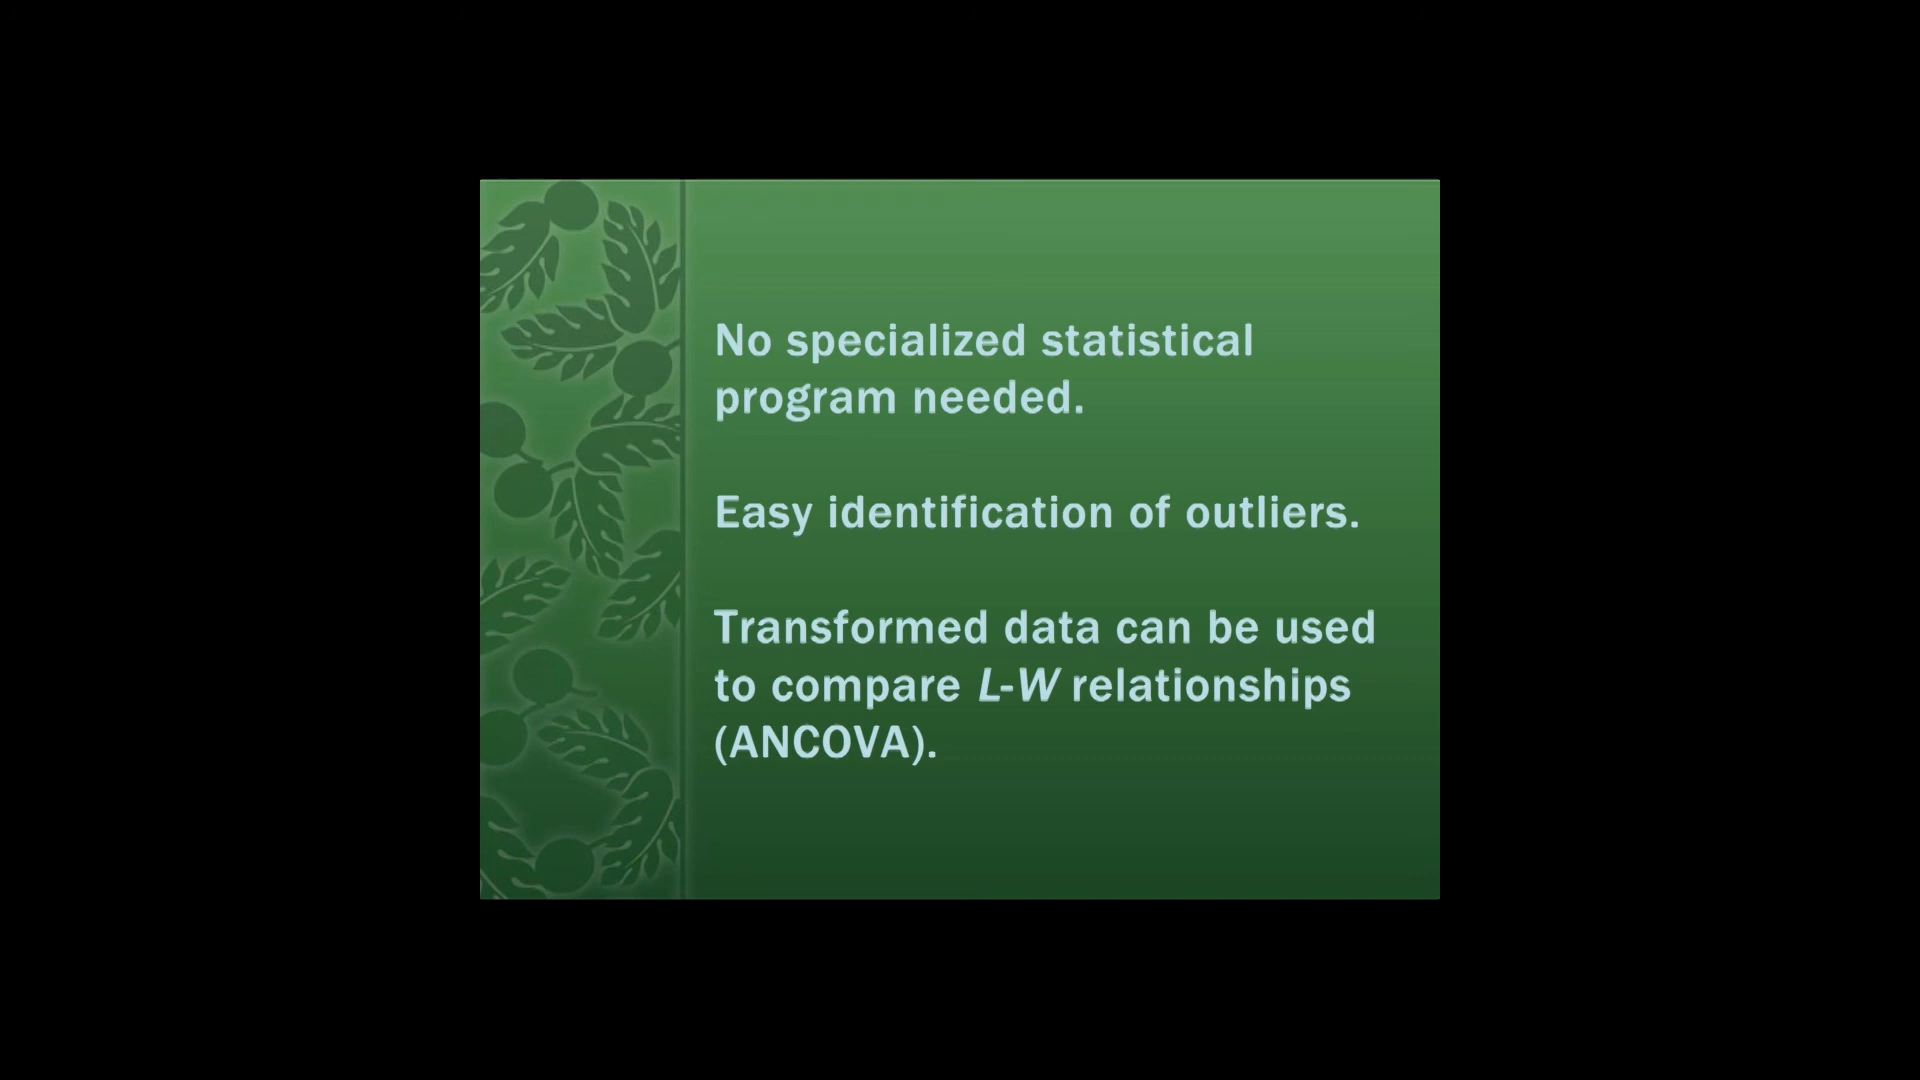 No specialized statistical
program needed.
Easy identification of outliers.
Transformed data can be used
to compare L-W relationships
(ANCOVA).